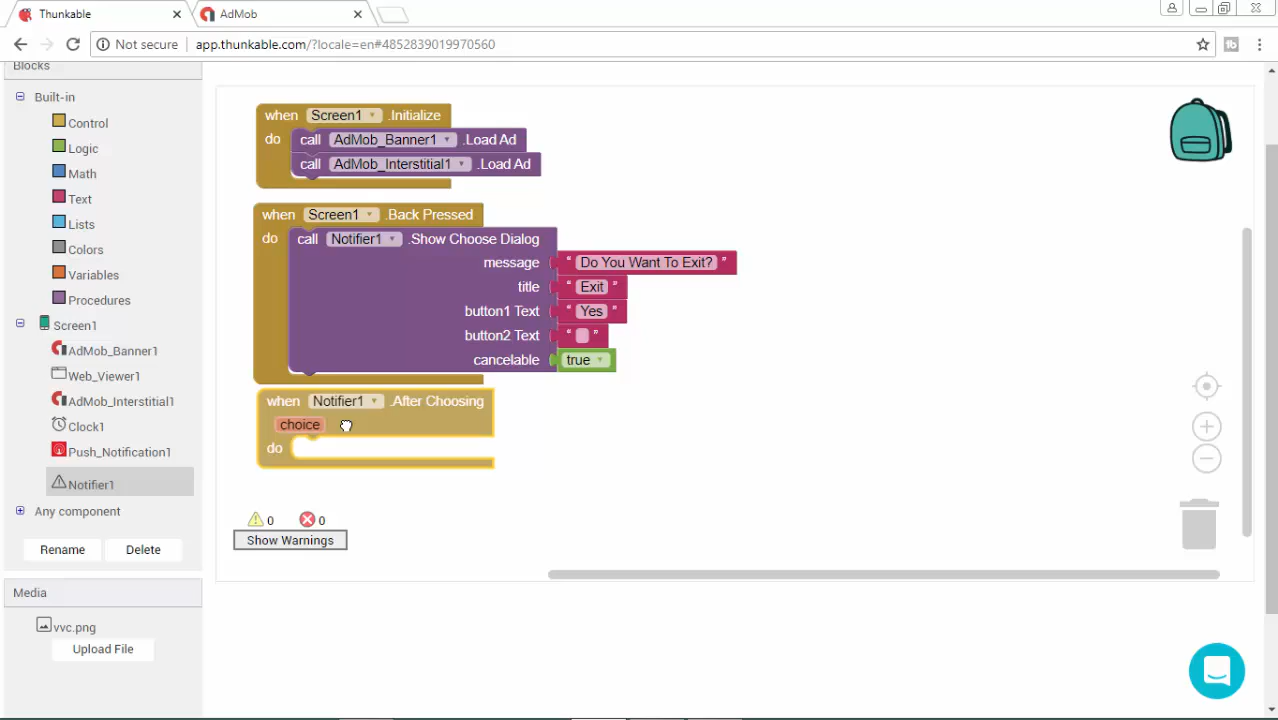 Thunkable
AdMob
Not secure
app.thunkable.com/?locale=en#4852839019970560
Blocks
Built-in
Control
Logic
Math
Text
Lists
Colors
Variables
Procedures
Screen1
AdMob_Banner1
Web_Viewer1
AdMob_Interstitial1
Clock1
Push_Notification1
Notifier1
Any component
Rename Delete
Media
vvc.png
Upload File
when Screen1 .Initialize
do call AdMob_Banner1 .Load Ad
call AdMob_Interstitial1 .Load Ad
when Screen1 .Back Pressed
do call Notifier1 .Show Choose Dialog
message " Do You Want To Exit? "
title " Exit "
button1 Text " Yes "
button2 Text " "
cancelable true
when Notifier1 .After Choosing
choice
do
0 0
Show Warnings